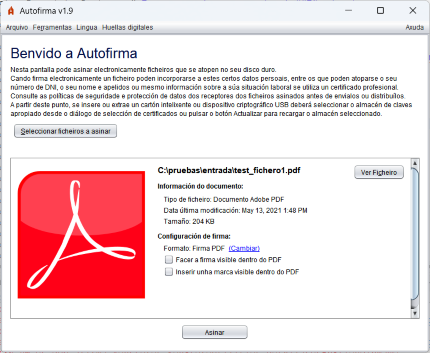 Autofirma v1.9
Arquivo Ferramentas Lingua Huellas digitales Axuda
Benvido a Autofirma
Nesta pantalla pode asinar electronicamente ficheiros que se atopen no seu disco duro.
Cando firma electronicamente un ficheiro poden incorporarse a estes certos datos persoais, entre os que poden atoparse o seu
número de DNI, o seu nome e apelidos ou mesmo información sobre a súa situación laboral se utiliza un certificado profesional.
Consulte as políticas de seguridade e protección de datos dos receptores dos ficheiros asinados antes de envialos ou distribuílos.
A partir deste punto, se insere ou extrae un cartón intelixente ou dispositivo criptográfico USB deberá seleccionar o almacén de claves
apropiado desde o diálogo de selección de certificados ou pulsar o botón Actualizar para recargar o almacén seleccionado.
Seleccionar ficheiros a asinar
C:\pruebas\entrada\test_fichero1.pdf
Ver Ficheiro
Información do documento:
Tipo de ficheiro: Documento Adobe PDF
Data última modificación: May 13, 2021 1:48 PM
Tamaño: 204 KB
Configuración de firma:
Formato: Firma PDF (Cambiar)
Facer a firma visible dentro do PDF
Inserir unha marca visible dentro do PDF
Asinar